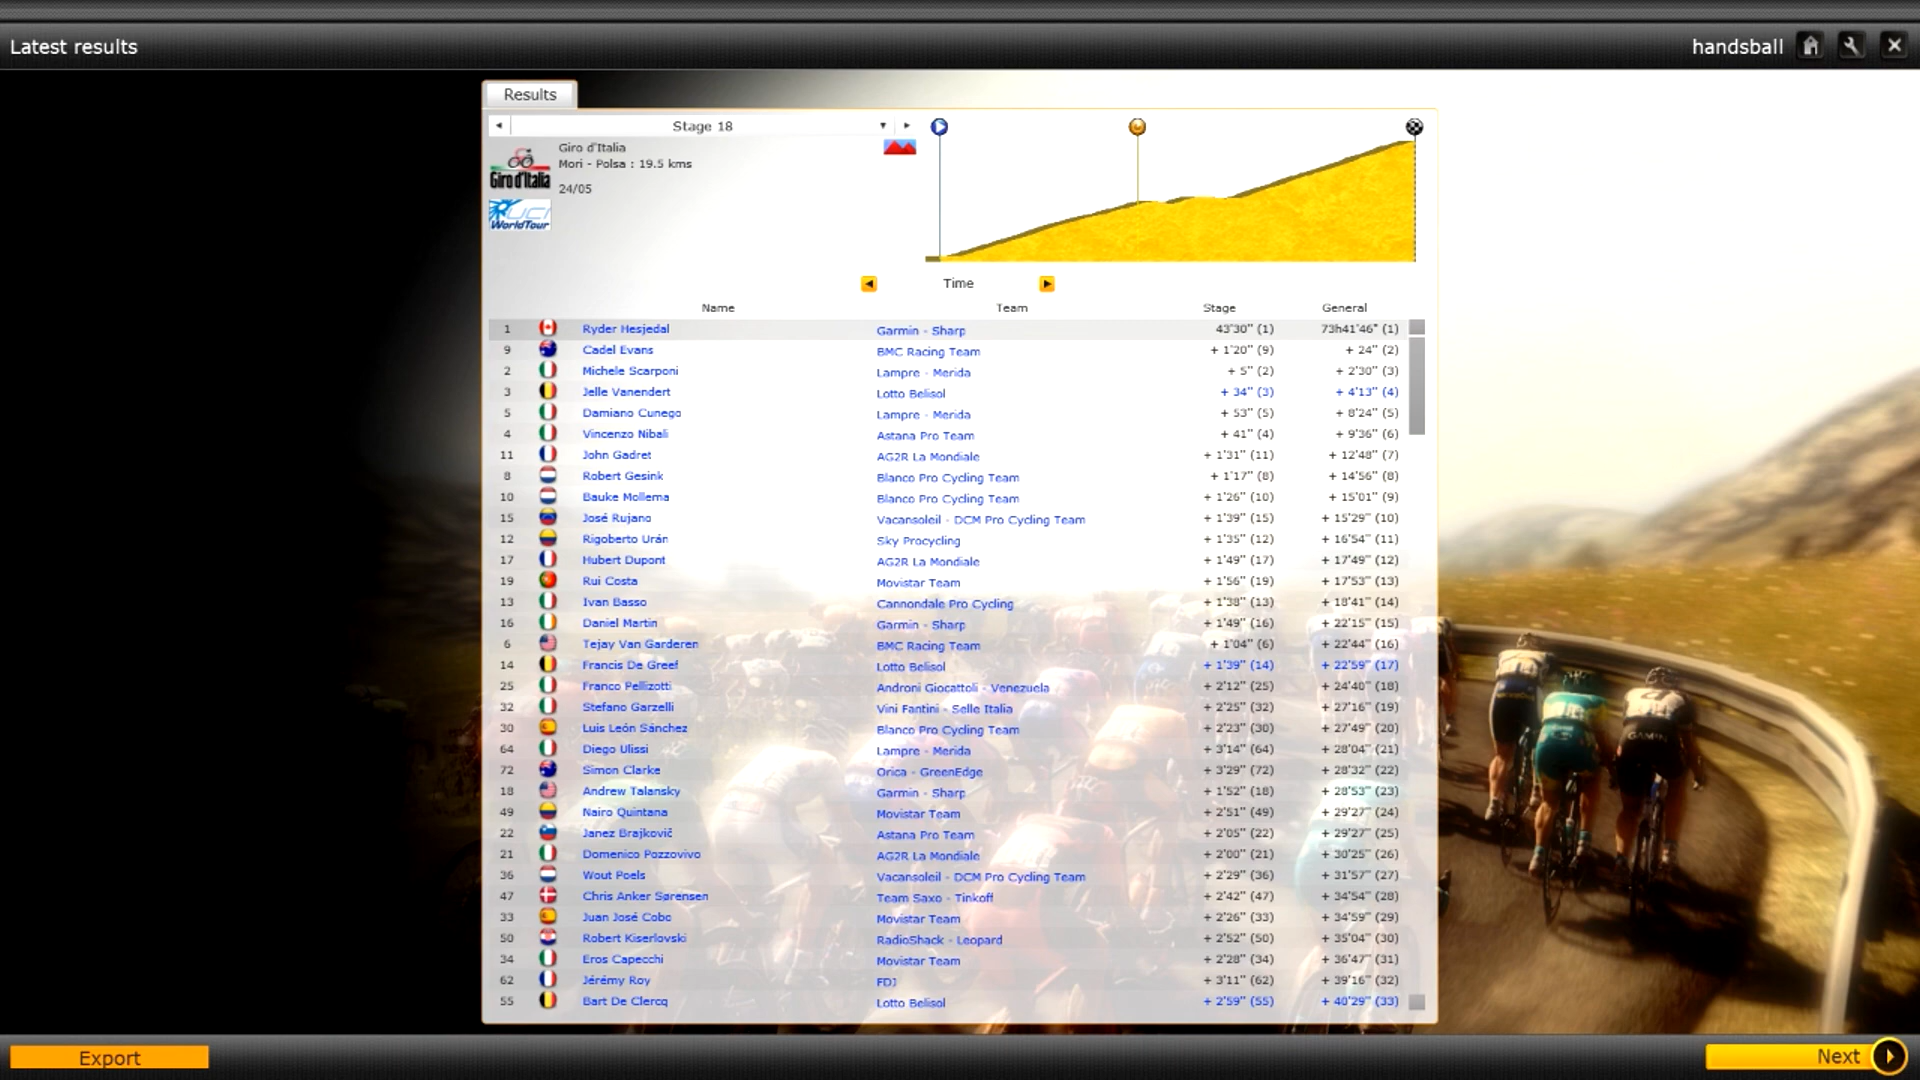 Latest results
handsball
Results
Stage 18
Giro d'Italia
Mori - Polsa : 19.5 kms
24/05
Giro d'Italia
UCI
WorldTour
Time
Name Team Stage General
1 Ryder Hesjedal Garmin - Sharp 43'30" (1) 73h41'46" (1)
9 Cadel Evans BMC Racing Team + 1'20" (9) + 24" (2)
2 Michele Scarponi Lampre - Merida + 5" (2) + 2'30" (3)
3 Jelle Vanendert Lotto Belisol + 34" (3) + 4'13" (4)
5 Damiano Cunego Lampre - Merida + 53" (5) + 8'24" (5)
4 Vincenzo Nibali Astana Pro Team + 41" (4) + 9'36" (6)
11 John Gadret AG2R La Mondiale + 1'31" (11) + 12'48" (7)
8 Robert Gesink Blanco Pro Cycling Team + 1'17" (8) + 14'56" (8)
10 Bauke Mollema Blanco Pro Cycling Team + 1'26" (10) + 15'01" (9)
15 José Rujano Vacansoleil - DCM Pro Cycling Team + 1'39" (15) + 15'29" (10)
12 Rigoberto Urán Sky Procycling + 1'35" (12) + 16'54" (11)
17 Hubert Dupont AG2R La Mondiale + 1'49" (17) + 17'49" (12)
19 Rui Costa Movistar Team + 1'56" (19) + 17'53" (13)
13 Ivan Basso Cannondale Pro Cycling + 1'38" (13) + 18'41" (14)
16 Daniel Martin Garmin - Sharp + 1'49" (16) + 22'15" (15)
6 Tejay Van Garderen BMC Racing Team + 1'04" (6) + 22'44" (16)
14 Francis De Greef Lotto Belisol + 1'39" (14) + 22'59" (17)
25 Franco Pellizotti Androni Giocattoli - Venezuela + 2'12" (25) + 24'40" (18)
32 Stefano Garzelli Vini Fantini - Selle Italia + 2'25" (32) + 27'16" (19)
30 Luis León Sánchez Blanco Pro Cycling Team + 2'23" (30) + 27'49" (20)
64 Diego Ulissi Lampre - Merida + 3'14" (64) + 28'04" (21)
72 Simon Clarke Orica - GreenEdge + 3'29" (72) + 28'32" (22)
18 Andrew Talansky Garmin - Sharp + 1'52" (18) + 28'53" (23)
49 Nairo Quintana Movistar Team + 2'51" (49) + 29'27" (24)
22 Janez Brajkovič Astana Pro Team + 2'05" (22) + 29'27" (25)
21 Domenico Pozzovivo AG2R La Mondiale + 2'00" (21) + 30'25" (26)
36 Wout Poels Vacansoleil - DCM Pro Cycling Team + 2'29" (36) + 31'57" (27)
47 Chris Anker Sørensen Team Saxo - Tinkoff + 2'42" (47) + 34'54" (28)
33 Juan José Cobo Movistar Team + 2'26" (33) + 34'59" (29)
50 Robert Kiserlovski RadioShack - Leopard + 2'52" (50) + 35'04" (30)
34 Eros Capecchi Movistar Team + 2'28" (34) + 36'47" (31)
62 Jérémy Roy FDJ + 3'11" (62) + 39'16" (32)
55 Bart De Clercq Lotto Belisol + 2'59" (55) + 40'29" (33)
Export
Next